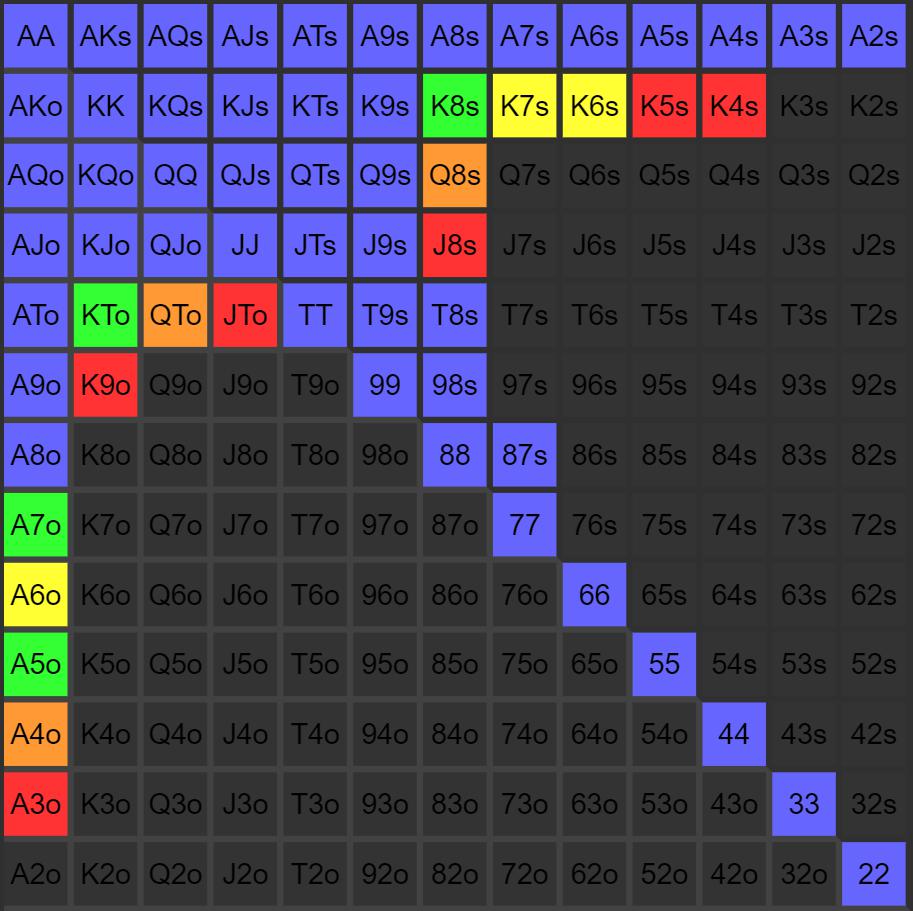 AA AKs AQs AJs ATs A9s A8s A7s A6s A5s A4s A3s A2s
AKo KK KQs KJs KTs K9s K8s K7s K6s K5s K4s K3s K2s
AQo KQo QQ QJs QTs Q9s Q8s Q7s Q6s Q5s Q4s Q3s Q2s
AJo KJo QJo JJ JTs J9s J8s J7s J6s J5s J4s J3s J2s
ATo KTo QTo JTo TT T9s T8s T7s T6s T5s T4s T3s T2s
A9o K9o Q9o J9o T9o 99 98s 97s 96s 95s 94s 93s 92s
A8o K8o Q8o J8o T8o 98o 88 87s 86s 85s 84s 83s 82s
A7o K7o Q7o J7o T7o 97o 87o 77 76s 75s 74s 73s 72s
A6o K6o Q6o J6o T6o 96o 86o 76o 66 65s 64s 63s 62s
A5o K5o Q5o J5o T5o 95o 85o 75o 65o 55 54s 53s 52s
A4o K4o Q4o J4o T4o 94o 84o 74o 64o 54o 44 43s 42s
A3o K3o Q3o J3o T3o 93o 83o 73o 63o 53o 43o 33 32s
A2o K2o Q2o J2o T2o 92o 82o 72o 62o 52o 42o 32o 22